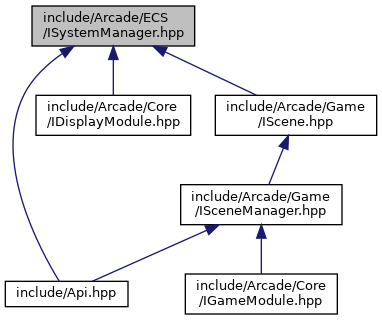 include/Arcade/ECS
/ISystemManager.hpp
include/Arcade/Core
/IDisplayModule.hpp
include/Arcade/Game
/IScene.hpp
include/Arcade/Game
/ISceneManager.hpp
include/Api.hpp
include/Arcade/Core
/IGameModule.hpp